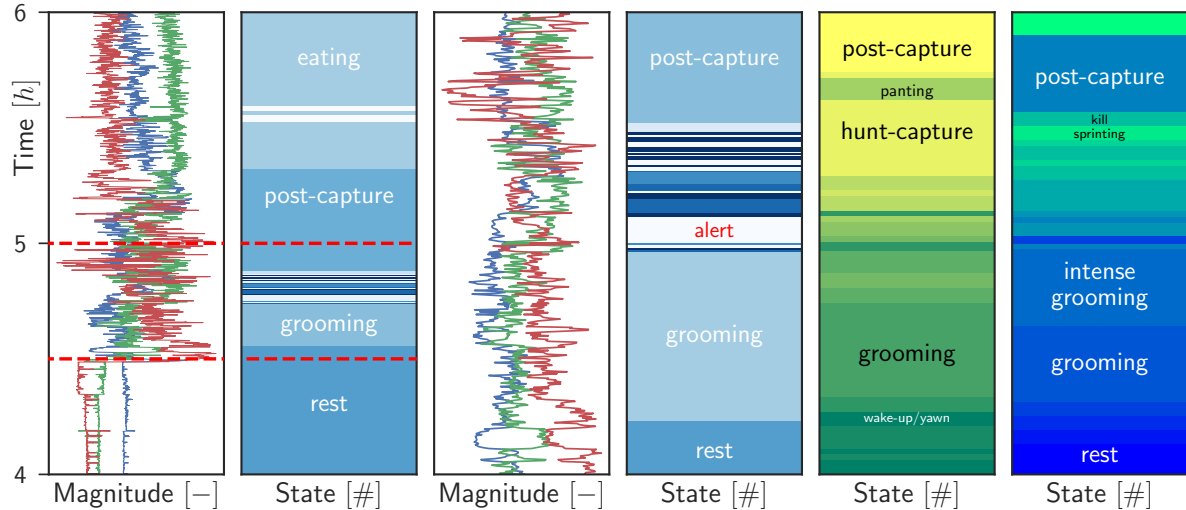 6
5
4
Time [h]
Magnitude [−]
eating
post-capture
grooming
rest
State [#]
Magnitude [−]
post-capture
alert
grooming
rest
State [#]
post-capture
panting
hunt-capture
grooming
wake-up/yawn
State [#]
post-capture
kill
sprinting
intense
grooming
grooming
rest
State [#]